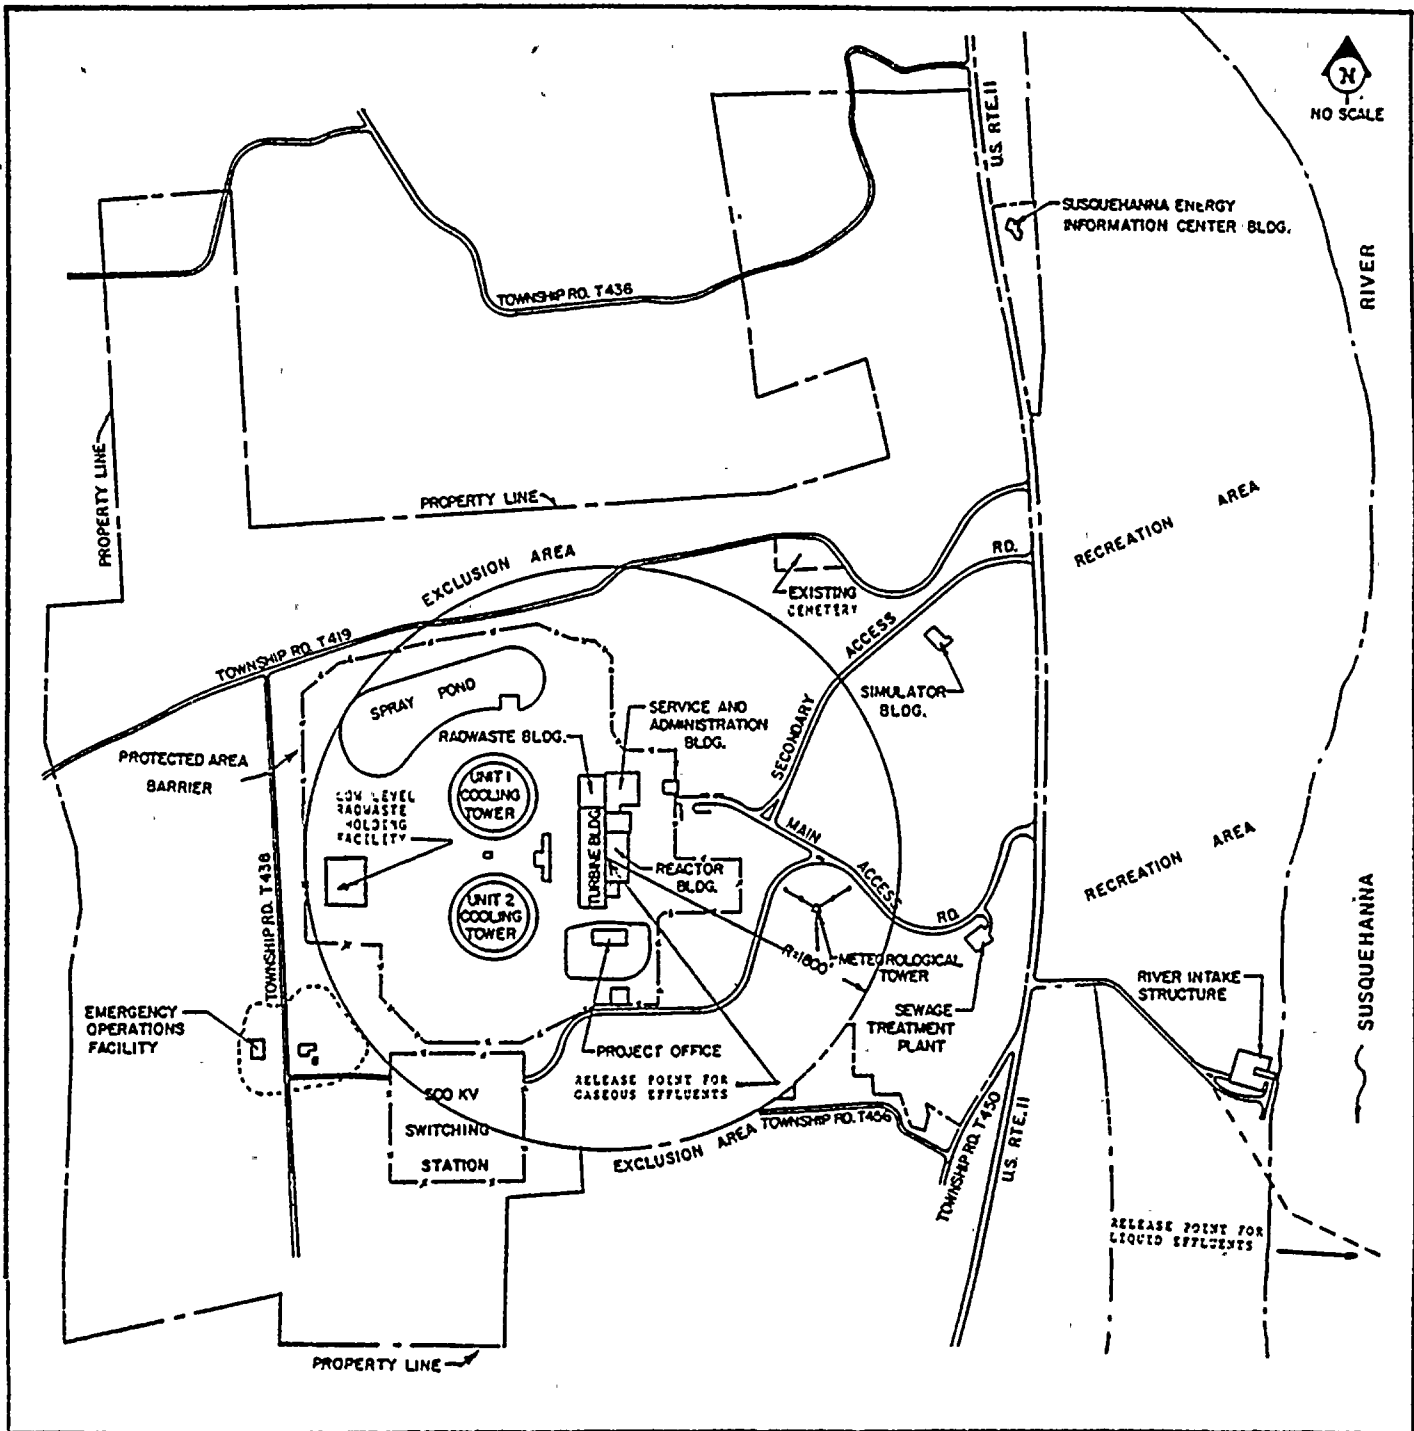 N
NO SCALE
U.S. RTE.11
SUSQUEHANNA ENERGY
INFORMATION CENTER BLDG.
RIVER
TOWNSHIP RD. T438
PROPERTY LINE
PROPERTY LINE
RECREATION AREA
EXCLUSION AREA
RD.
EXISTING
CEMETERY
ACCESS
TOWNSHIP RD. T419
SIMULATOR
BLDG.
SPRAY POND
SERVICE AND
ADMINISTRATION
BLDG.
SECONDARY
RADWASTE BLDG.
PROTECTED AREA
BARRIER
UNIT 1
COOLING
TOWER
LOW LEVEL
RADWASTE
HOLDING
FACILITY
MAIN
ACCESS
RD.
RECREATION AREA
TURBINE BLDG.
REACTOR
BLDG.
UNIT 2
COOLING
TOWER
TOWNSHIP RD. T438
R=1800'
METEOROLOGICAL
TOWER
SUSQUEHANNA
RIVER INTAKE
STRUCTURE
EMERGENCY
OPERATIONS
FACILITY
SEWAGE
TREATMENT
PLANT
PROJECT OFFICE
RELEASE POINT FOR
GASEOUS EFFLUENTS
500 KV
SWITCHING
STATION
EXCLUSION AREA
TOWNSHIP RD. T456
TOWNSHIP RD. T450
U.S. RTE.11
RELEASE POINT FOR
LIQUID EFFLUENTS
PROPERTY LINE